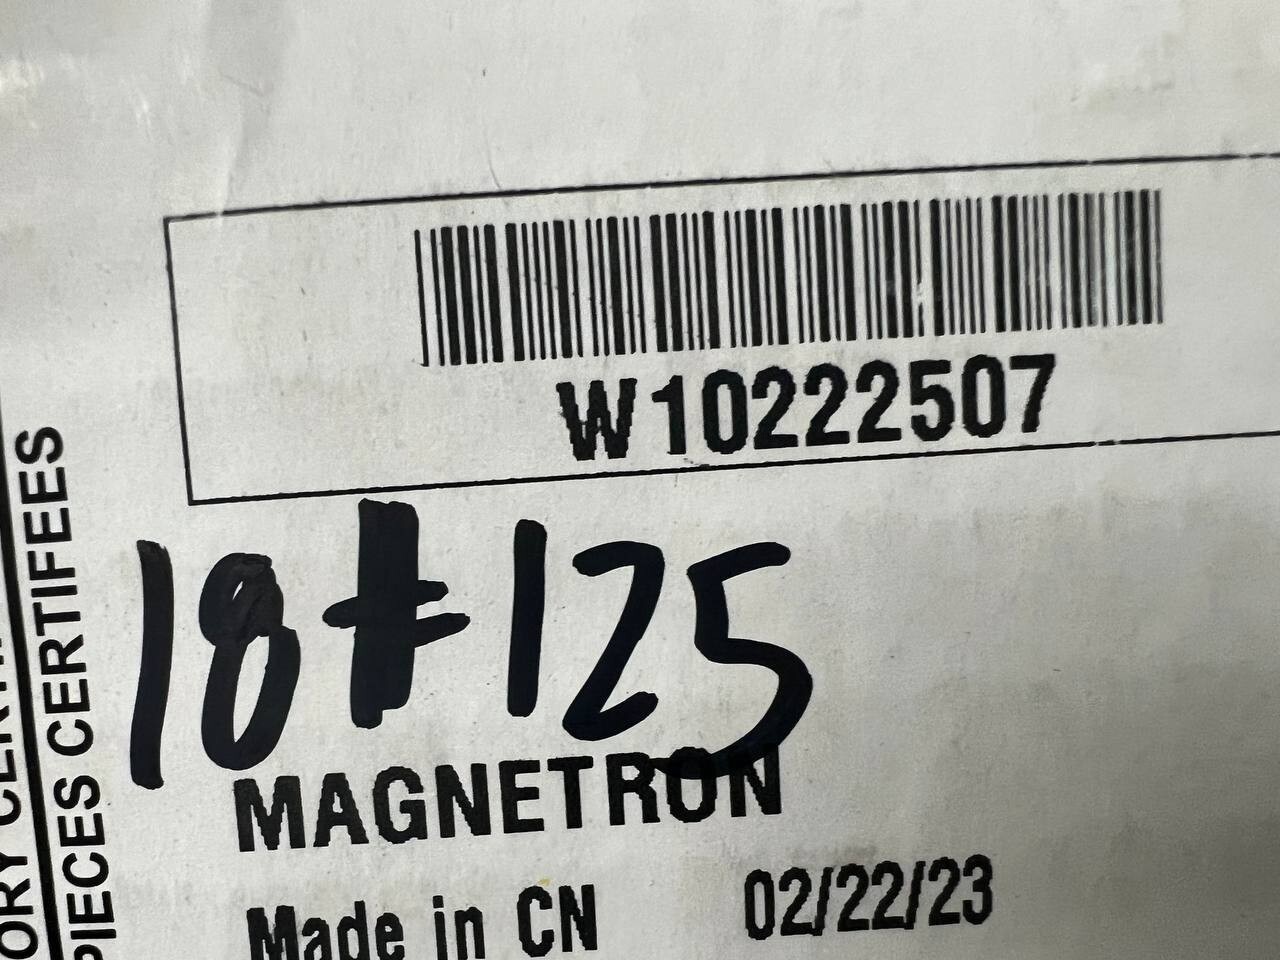 W10222507
18 125
MAGNETRON
Made in CN 02/22/23
PIECES CERTIFEES